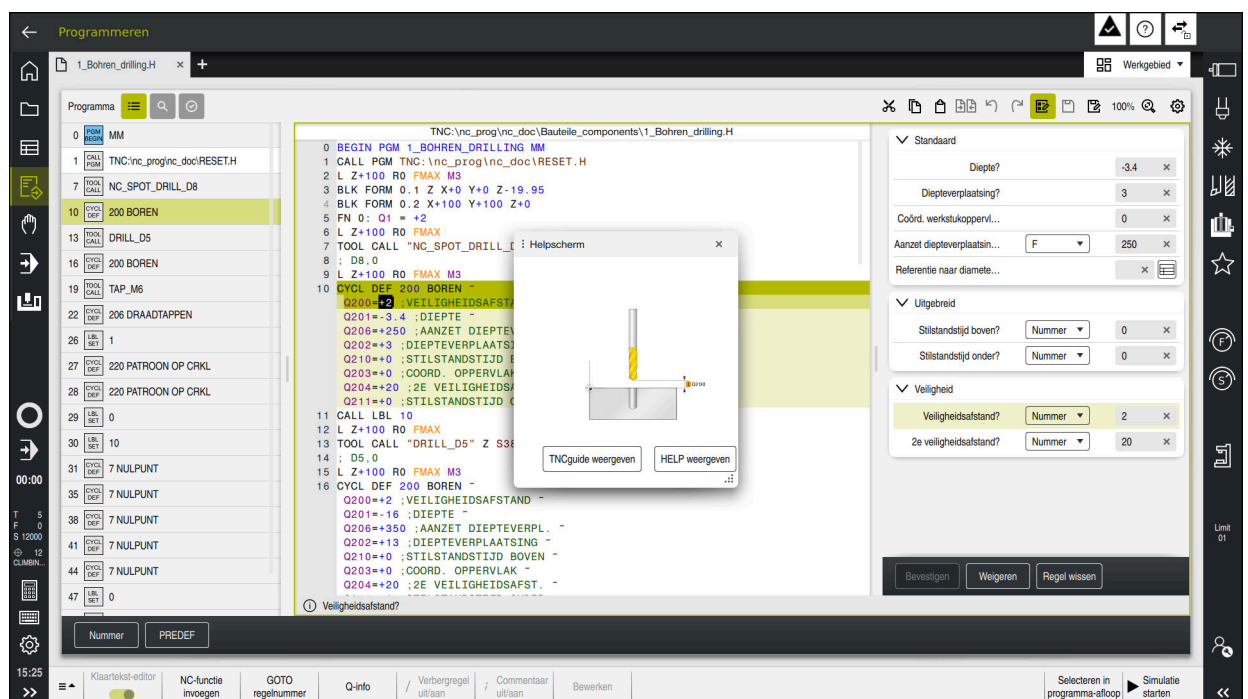 Programmeren
1_Bohren_drilling.H × +
Werkgebied
Programma
100%
0 PGM BEGIN MM
1 CALL PGM TNC:\nc_prog\nc_doc\RESET.H
7 TOOL CALL NC_SPOT_DRILL_D8
10 CYCL DEF 200 BOREN
13 TOOL CALL DRILL_D5
16 CYCL DEF 200 BOREN
19 TOOL CALL TAP_M6
22 CYCL DEF 206 DRAADTAPPEN
26 LBL SET 1
27 CYCL DEF 220 PATROON OP CRKL
28 CYCL DEF 220 PATROON OP CRKL
29 LBL SET 0
30 LBL SET 10
31 CYCL DEF 7 NULPUNT
35 CYCL DEF 7 NULPUNT
38 CYCL DEF 7 NULPUNT
41 CYCL DEF 7 NULPUNT
44 CYCL DEF 7 NULPUNT
47 LBL SET 0
TNC:\nc_prog\nc_doc\Bauteile_components\1_Bohren_drilling.H
0 BEGIN PGM 1_BOHREN_DRILLING MM
1 CALL PGM TNC:\nc_prog\nc_doc\RESET.H
2 L Z+100 R0 FMAX M3
3 BLK FORM 0.1 Z X+0 Y+0 Z-19.95
4 BLK FORM 0.2 X+100 Y+100 Z+0
5 FN 0: Q1 = +2
6 L Z+100 R0 FMAX
7 TOOL CALL "NC_SPOT_DRILL_
8 ; D8,0
9 L Z+100 R0 FMAX M3
10 CYCL DEF 200 BOREN ~
Q200=+2 ;VEILIGHEIDSAFST
Q201=-3.4 ;DIEPTE ~
Q206=+250 ;AANZET DIEPTEV
Q202=+3 ;DIEPTEVERPLAATS
Q210=+0 ;STILSTANDSTIJD
Q203=+0 ;COORD. OPPERVLAK
Q204=+20 ;2E VEILIGHEIDSA
Q211=+0 ;STILSTANDSTIJD
11 CALL LBL 10
12 L Z+100 R0 FMAX
13 TOOL CALL "DRILL_D5" Z S38
14 ; D5,0
15 L Z+100 R0 FMAX M3
16 CYCL DEF 200 BOREN ~
Q200=+2 ;VEILIGHEIDSAFSTAND ~
Q201=-16 ;DIEPTE ~
Q206=+350 ;AANZET DIEPTEVERPL. ~
Q202=+13 ;DIEPTEVERPLAATSING ~
Q210=+0 ;STILSTANDSTIJD BOVEN ~
Q203=+0 ;COORD. OPPERVLAK ~
Q204=+20 ;2E VEILIGHEIDSAFST. ~
Veiligheidsafstand?
Helpscherm ×
Q200
TNCguide weergeven
HELP weergeven
Standaard
Diepte? -3.4 ×
Diepteverplaatsing? 3 ×
Coörd. werkstukoppervl... 0 ×
Aanzet diepteverplaatsin... F 250 ×
Referentie naar diamete... ×
Uitgebreid
Stilstandstijd boven? Nummer 0 ×
Stilstandstijd onder? Nummer 0 ×
Veiligheid
Veiligheidsafstand? Nummer 2 ×
2e veiligheidsafstand? Nummer 20 ×
Bevestigen
Weigeren
Regel wissen
Nummer
PREDEF
00:00
T 5
F 0
S 12000
12
CLIMBIN...
15:25
F
S
Limit
01
Klaartekst-editor
NC-functie
invoegen
GOTO
regelnummer
Q-info
/ Verbergregel
uit/aan
; Commentaar
uit/aan
Bewerken
Selecteren in
programma-afloop
Simulatie
starten